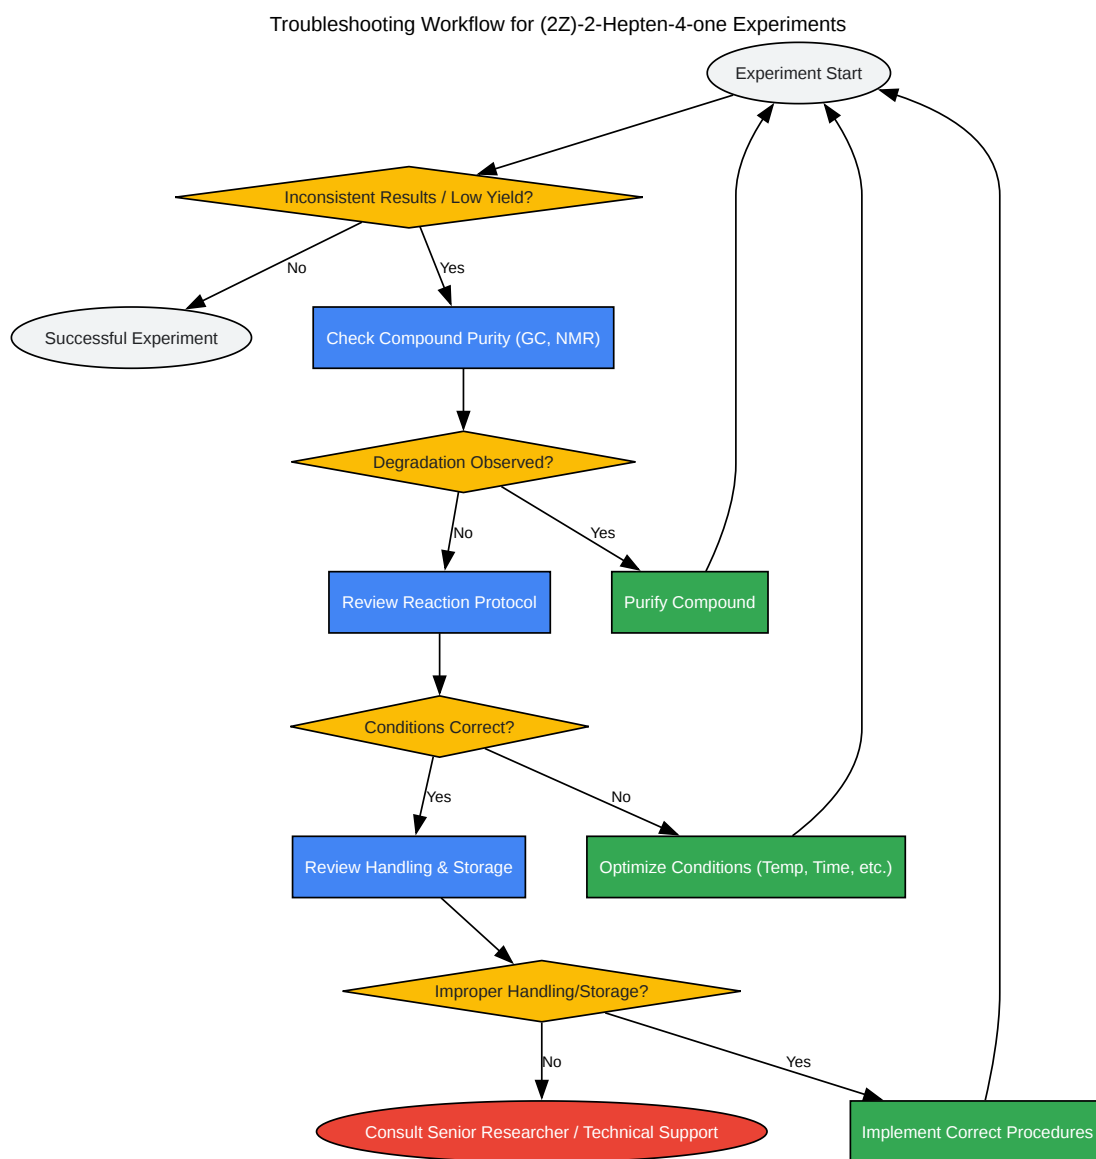 Troubleshooting Workflow for (2Z)-2-Hepten-4-one Experiments
Experiment Start
Inconsistent Results / Low Yield?
No
Yes
Successful Experiment
Check Compound Purity (GC, NMR)
Degradation Observed?
No
Yes
Review Reaction Protocol
Purify Compound
Conditions Correct?
Yes
No
Review Handling & Storage
Optimize Conditions (Temp, Time, etc.)
Improper Handling/Storage?
No
Yes
Consult Senior Researcher / Technical Support
Implement Correct Procedures